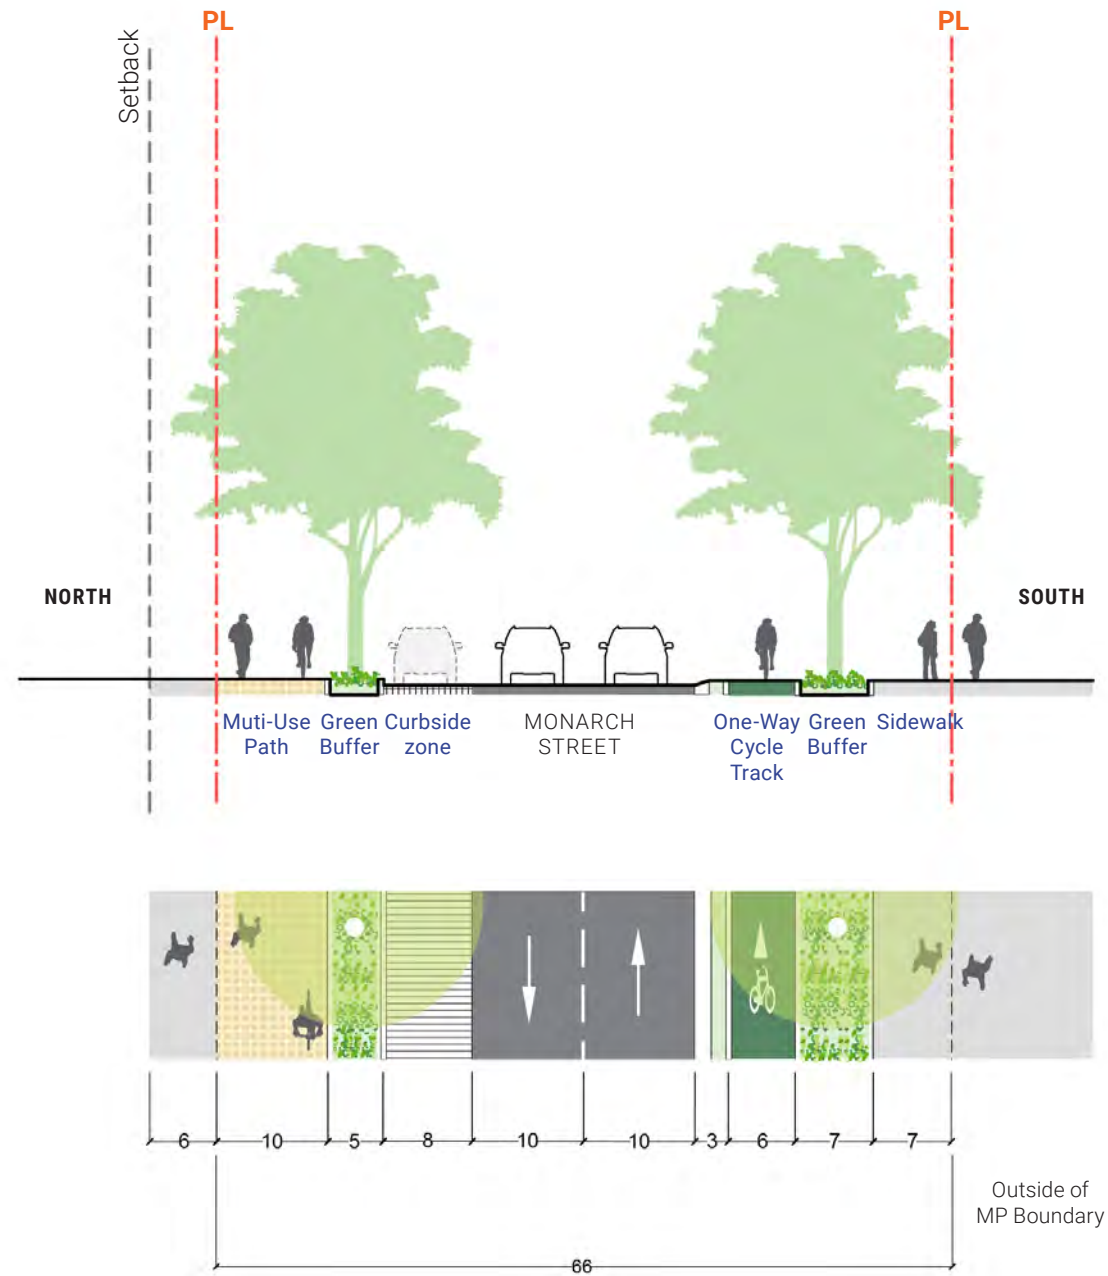 PL
PL
Setback
NORTH
SOUTH
Muti-Use
Path
Green
Buffer
Curbside
zone
MONARCH
STREET
One-Way
Cycle
Track
Green
Buffer
Sidewalk
6
10
5
8
10
10
3
6
7
7
Outside of
MP Boundary
66